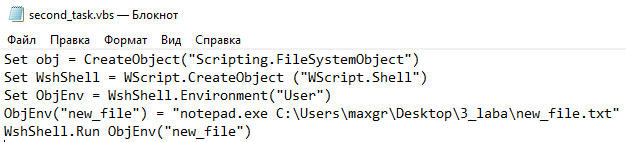 second_task.vbs — Блокнот
Файл Правка Формат Вид Справка
Set obj = CreateObject("Scripting.FileSystemObject")
Set WshShell = WScript.CreateObject ("WScript.Shell")
Set ObjEnv = WshShell.Environment("User")
ObjEnv("new_file") = "notepad.exe C:\Users\maxgr\Desktop\3_laba\new_file.txt"
WshShell.Run ObjEnv("new_file")